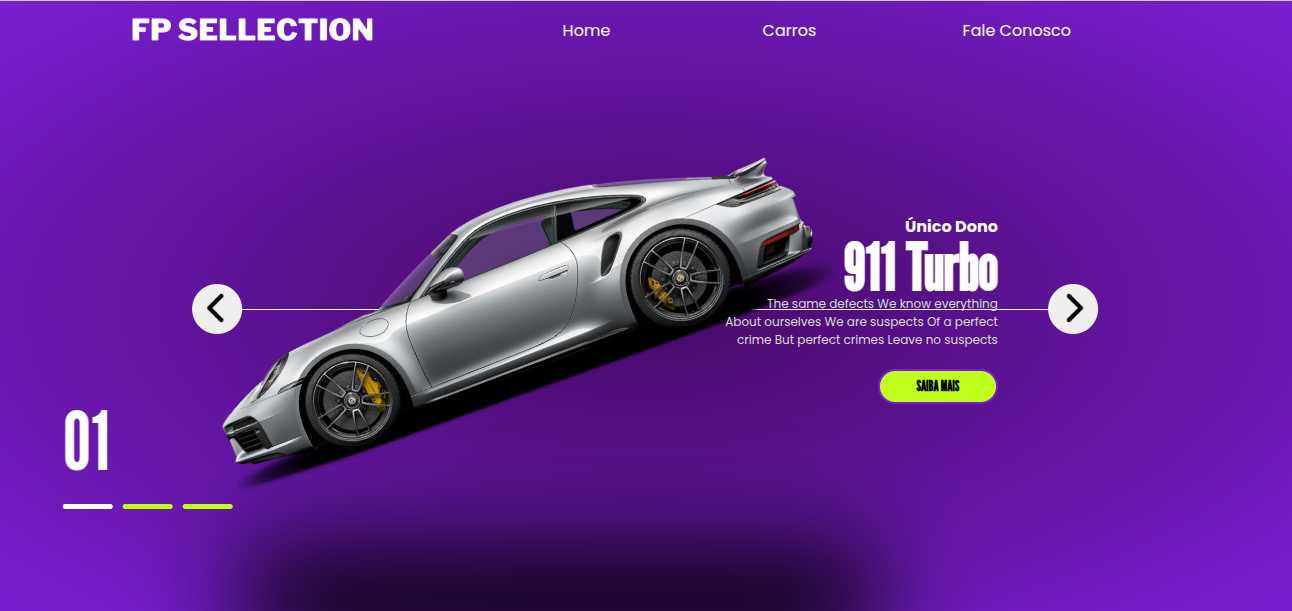 FP SELLECTION
Home
Carros
Fale Conosco
Único Dono
911 Turbo
The same defects We know everything
About ourselves We are suspects Of a perfect
crime But perfect crimes Leave no suspects
SAIBA MAIS
01